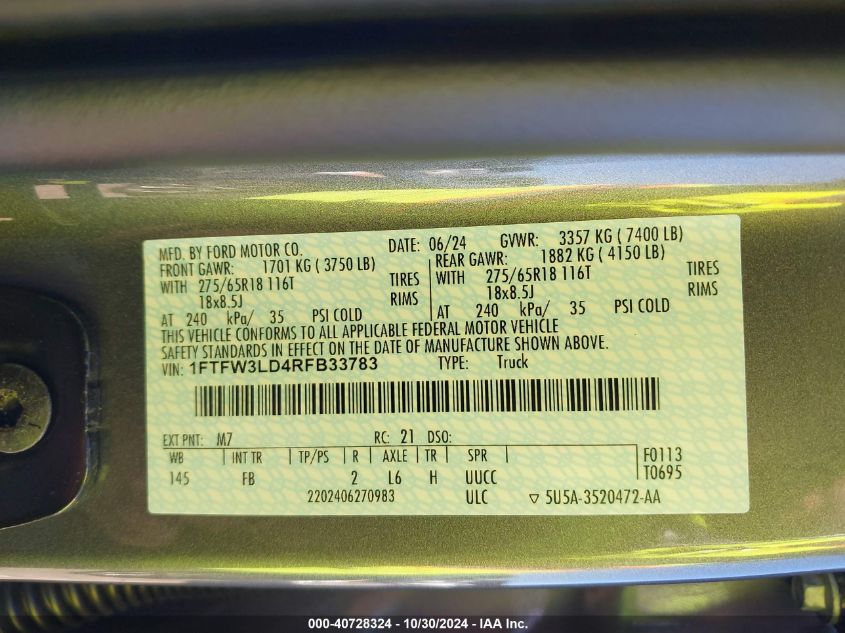 MFD. BY FORD MOTOR CO. DATE: 06/24 GVWR: 3357 KG ( 7400 LB)
FRONT GAWR: 1701 KG ( 3750 LB) REAR GAWR: 1882 KG ( 4150 LB)
WITH 275/65R18 116T TIRES WITH 275/65R18 116T TIRES
18x8.5J RIMS 18x8.5J RIMS
AT 240 kPa/ 35 PSI COLD AT 240 kPa/ 35 PSI COLD
THIS VEHICLE CONFORMS TO ALL APPLICABLE FEDERAL MOTOR VEHICLE
SAFETY STANDARDS IN EFFECT ON THE DATE OF MANUFACTURE SHOWN ABOVE.
VIN: 1FTFW3LD4RFB33783 TYPE: Truck
EXT PNT: M7 RC: 21 DSO:
WB INT TR TP/PS R AXLE TR SPR F0113
145 FB 2 L6 H UUCC T0695
2202406270983 ULC ▽ 5U5A-3520472-AA
000-40728324 - 10/30/2024 - IAA Inc.